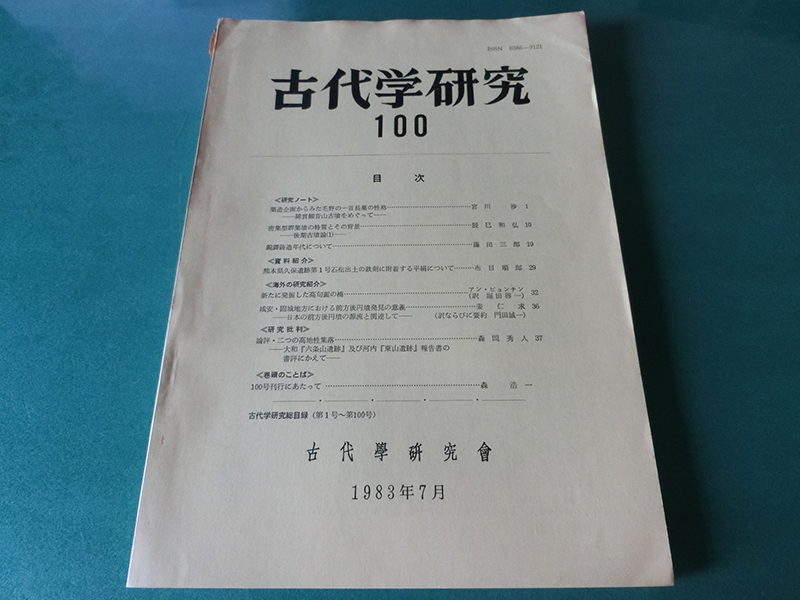 ISSN 0386—5121
古代学研究
100
目次
＜研究ノート＞
築造企画からみた毛野の一首長墓の性格……宮川 渉 1
――綿貫観音山古墳をめぐって――
密集型群集墳の特質とその背景……辰巳和弘 10
――後期古墳論(1)――
銅鐸鋳造年代について……藤田三郎 19
＜資料紹介＞
熊本県久保遺跡第1号石棺出土の鉄剣に附着する平絹について……布目順郎 29
＜海外の研究紹介＞
新たに発掘した高句麗の橋……アン・ビョンチャン 32
(訳 堀田啓一)
咸安・固城地方における前方後円墳発見の意義……姜仁求 36
――日本の前方後円墳の源流と関連して―― (訳ならびに要約 門田誠一)
＜研究批判＞
論評・二つの高地性集落……森岡秀人 37
――大和『六条山遺跡』及び河内『東山遺跡』報告書の
書評にかえて――
＜巻頭のことば＞
100号刊行にあたって……森浩一
古代学研究総目録（第1号～第100号）
古代學研究會
1983年7月